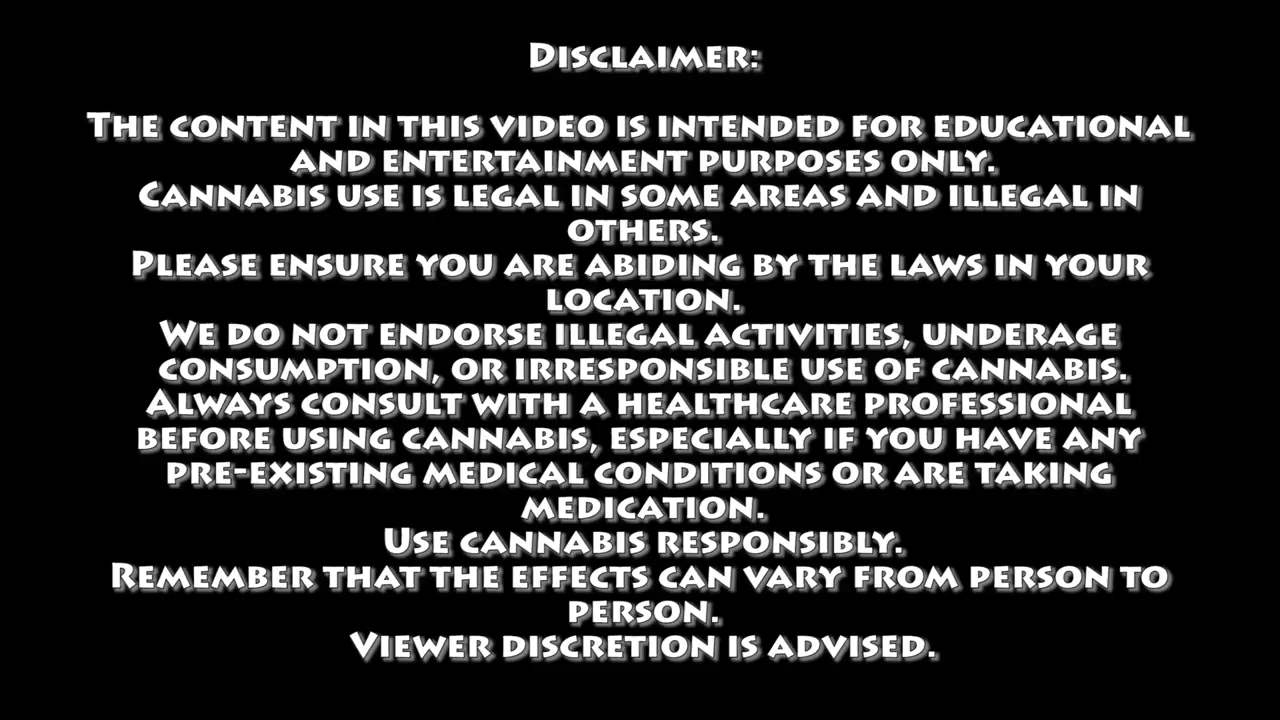 Disclaimer:
The content in this video is intended for educational
and entertainment purposes only.
Cannabis use is legal in some areas and illegal in
others.
Please ensure you are abiding by the laws in your
location.
We do not endorse illegal activities, underage
consumption, or irresponsible use of cannabis.
Always consult with a healthcare professional
before using cannabis, especially if you have any
pre-existing medical conditions or are taking
medication.
Use cannabis responsibly.
Remember that the effects can vary from person to
person.
Viewer discretion is advised.